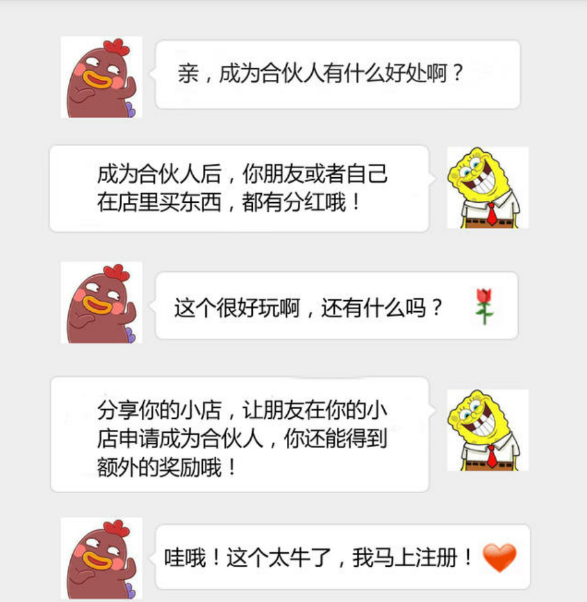 亲，成为合伙人有什么好处啊？
成为合伙人后，你朋友或者自己
在店里买东西，都有分红哦！
这个很好玩啊，还有什么吗？
分享你的小店，让朋友在你的小
店申请成为合伙人，你还能得到
额外的奖励哦！
哇哦！这个太牛了，我马上注册！